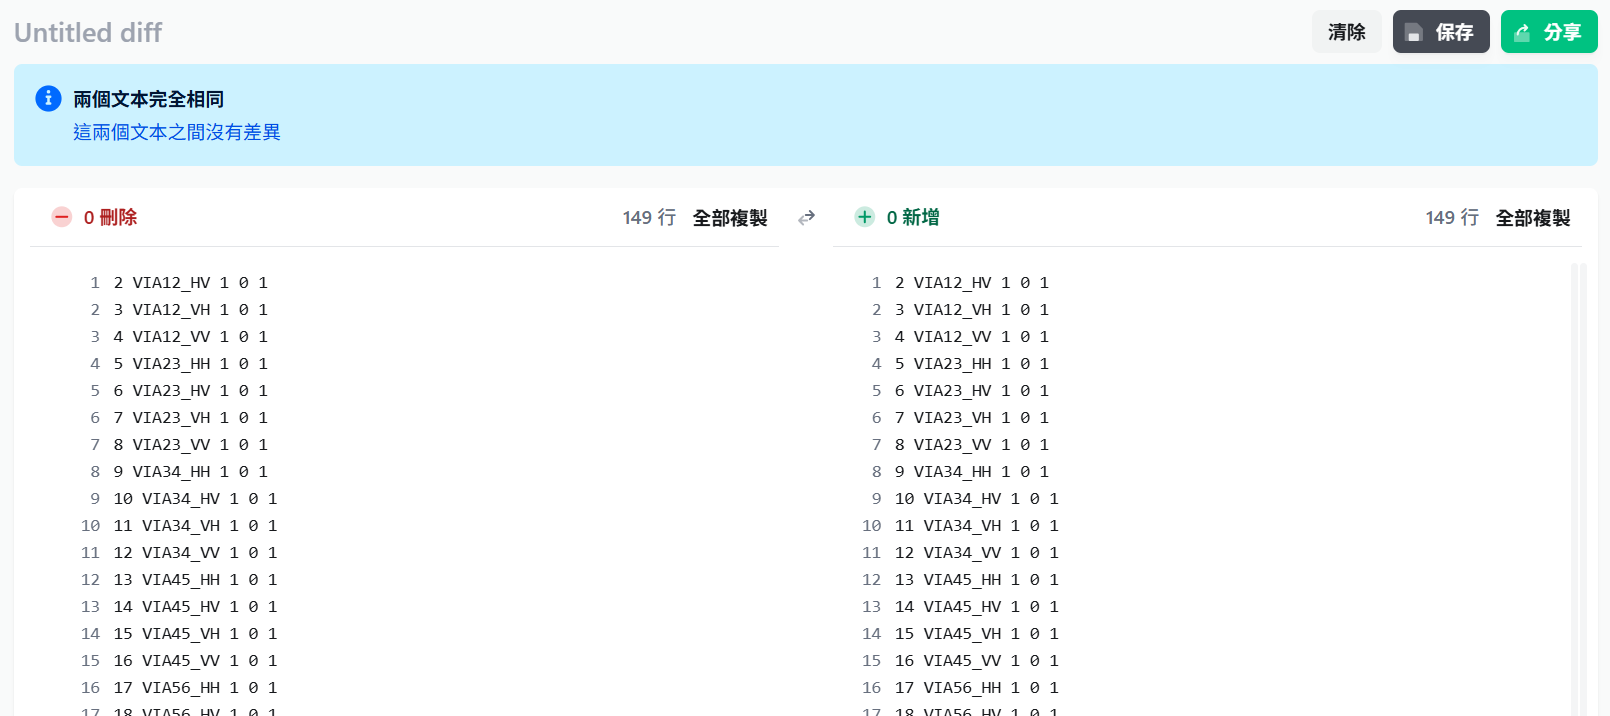 Untitled diff
清除
保存
分享
兩個文本完全相同
這兩個文本之間沒有差異
0 刪除
149 行
全部複製
0 新增
149 行
全部複製
1 2 VIA12_HV 1 0 1
2 3 VIA12_VH 1 0 1
3 4 VIA12_VV 1 0 1
4 5 VIA23_HH 1 0 1
5 6 VIA23_HV 1 0 1
6 7 VIA23_VH 1 0 1
7 8 VIA23_VV 1 0 1
8 9 VIA34_HH 1 0 1
9 10 VIA34_HV 1 0 1
10 11 VIA34_VH 1 0 1
11 12 VIA34_VV 1 0 1
12 13 VIA45_HH 1 0 1
13 14 VIA45_HV 1 0 1
14 15 VIA45_VH 1 0 1
15 16 VIA45_VV 1 0 1
16 17 VIA56_HH 1 0 1
17 18 VIA56_HV 1 0 1
1 2 VIA12_HV 1 0 1
2 3 VIA12_VH 1 0 1
3 4 VIA12_VV 1 0 1
4 5 VIA23_HH 1 0 1
5 6 VIA23_HV 1 0 1
6 7 VIA23_VH 1 0 1
7 8 VIA23_VV 1 0 1
8 9 VIA34_HH 1 0 1
9 10 VIA34_HV 1 0 1
10 11 VIA34_VH 1 0 1
11 12 VIA34_VV 1 0 1
12 13 VIA45_HH 1 0 1
13 14 VIA45_HV 1 0 1
14 15 VIA45_VH 1 0 1
15 16 VIA45_VV 1 0 1
16 17 VIA56_HH 1 0 1
17 18 VIA56_HV 1 0 1